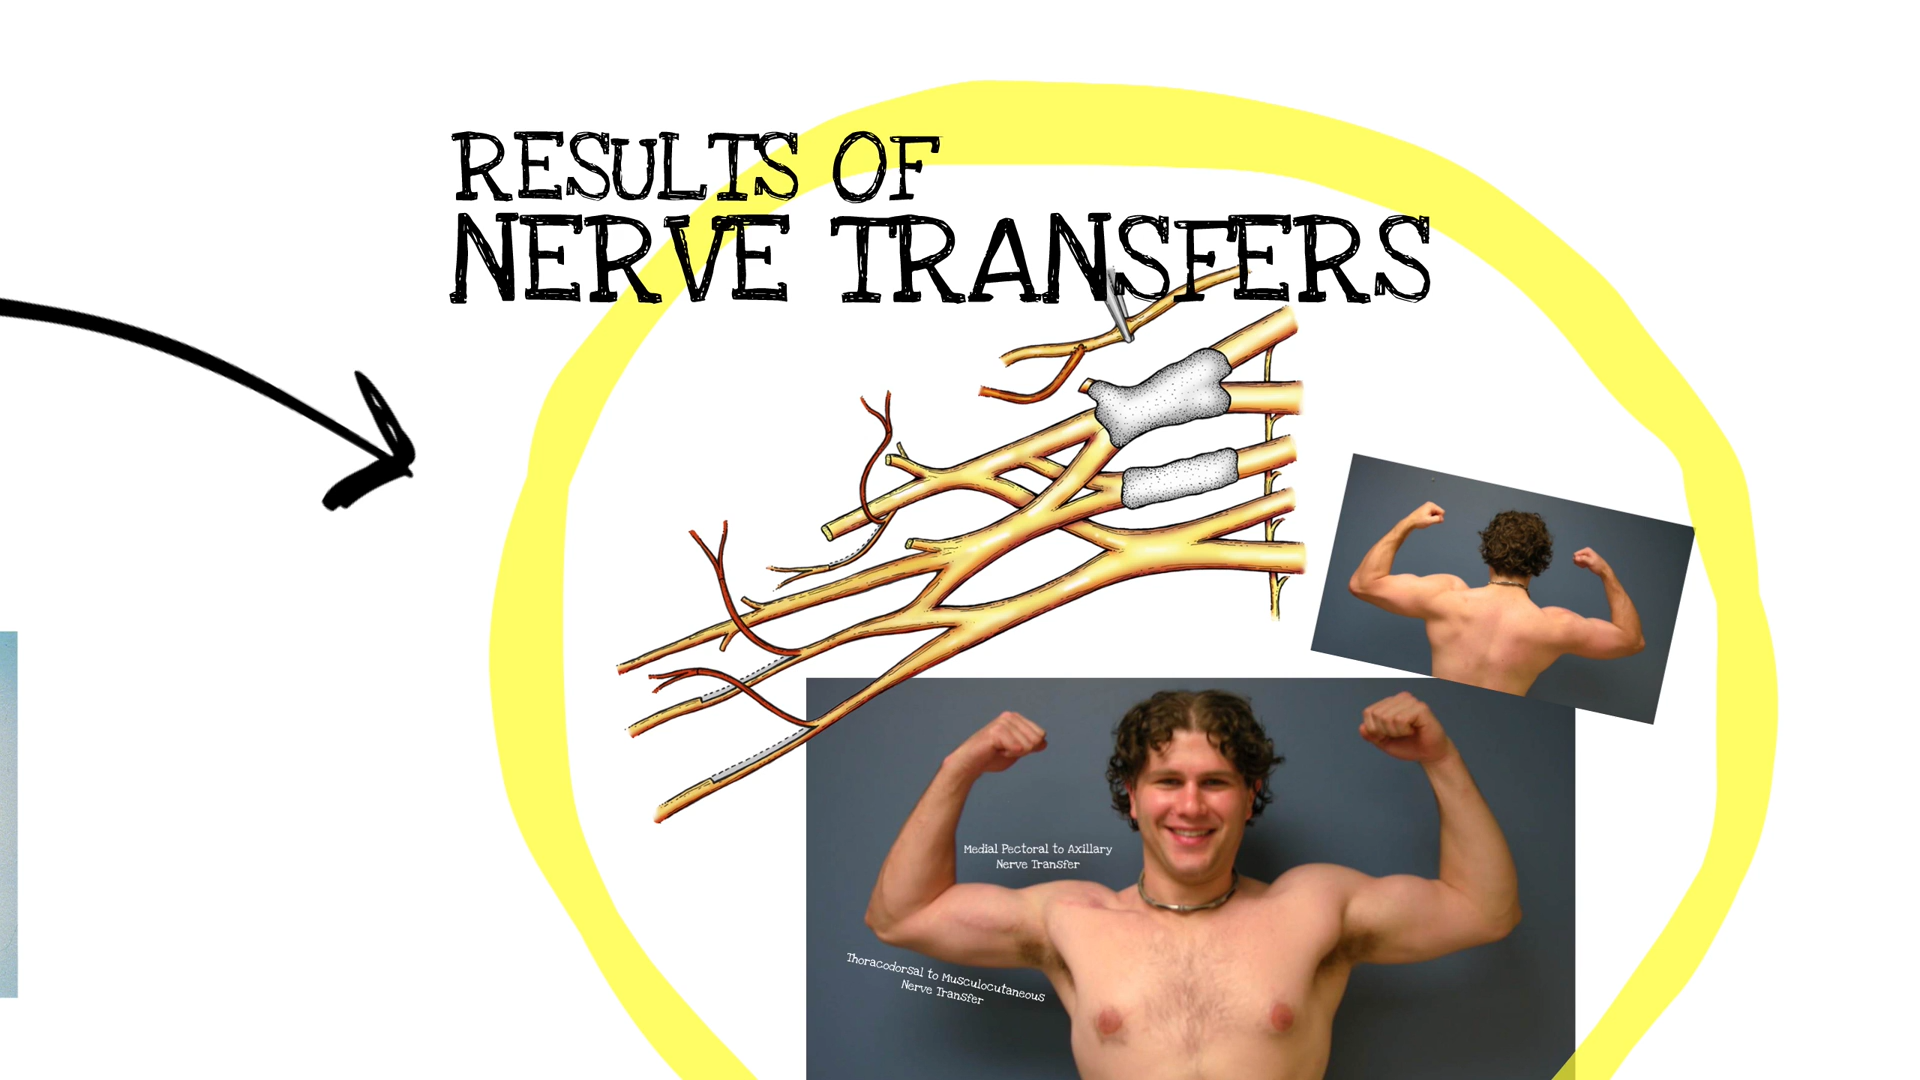 RESULTS OF
NERVE TRANSFERS
Medial Pectoral to Axillary
Nerve Transfer
Thoracodorsal to Musculocutaneous
Nerve Transfer